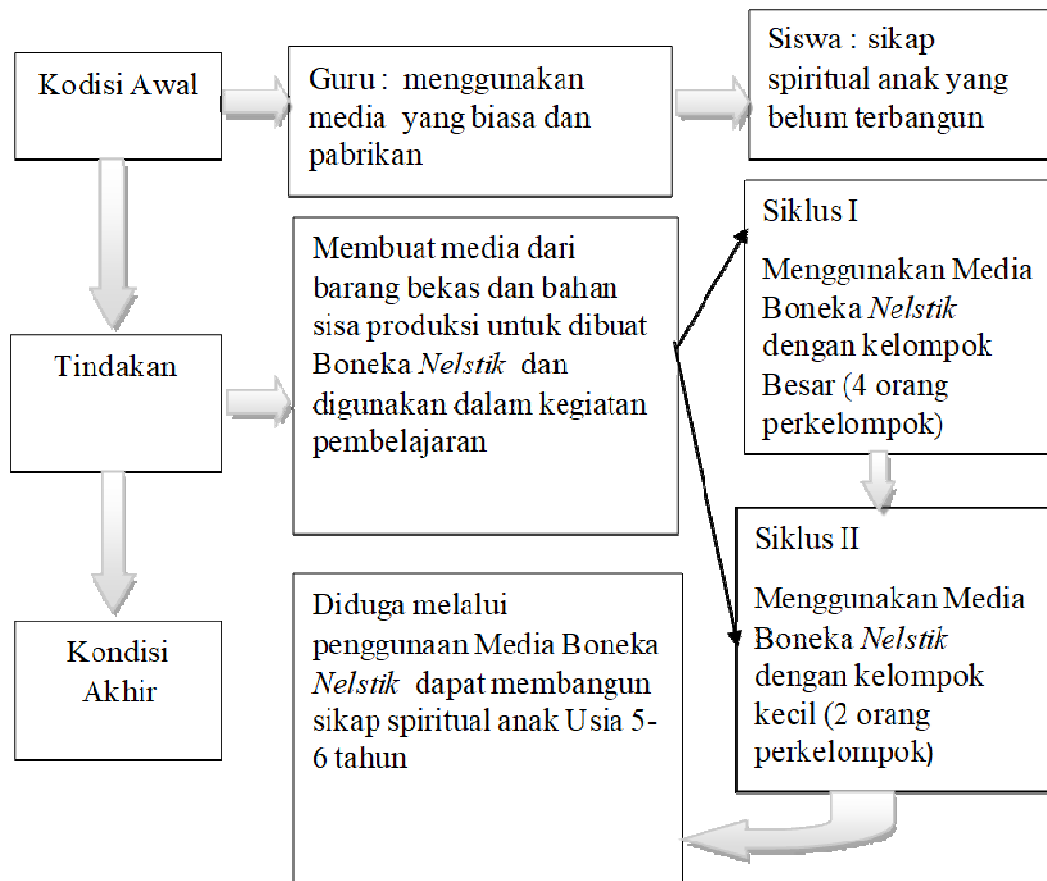 Kodisi Awal
Guru : menggunakan
media yang biasa dan
pabrikan
Siswa : sikap
spiritual anak yang
belum terbangun
Tindakan
Membuat media dari
barang bekas dan bahan
sisa produksi untuk dibuat
Boneka Nelstik dan
digunakan dalam kegiatan
pembelajaran
Siklus I
Menggunakan Media
Boneka Nelstik
dengan kelompok
Besar (4 orang
perkelompok)
Siklus II
Menggunakan Media
Boneka Nelstik
dengan kelompok
kecil (2 orang
perkelompok)
Kondisi
Akhir
Diduga melalui
penggunaan Media Boneka
Nelstik dapat membangun
sikap spiritual anak Usia 5-
6 tahun